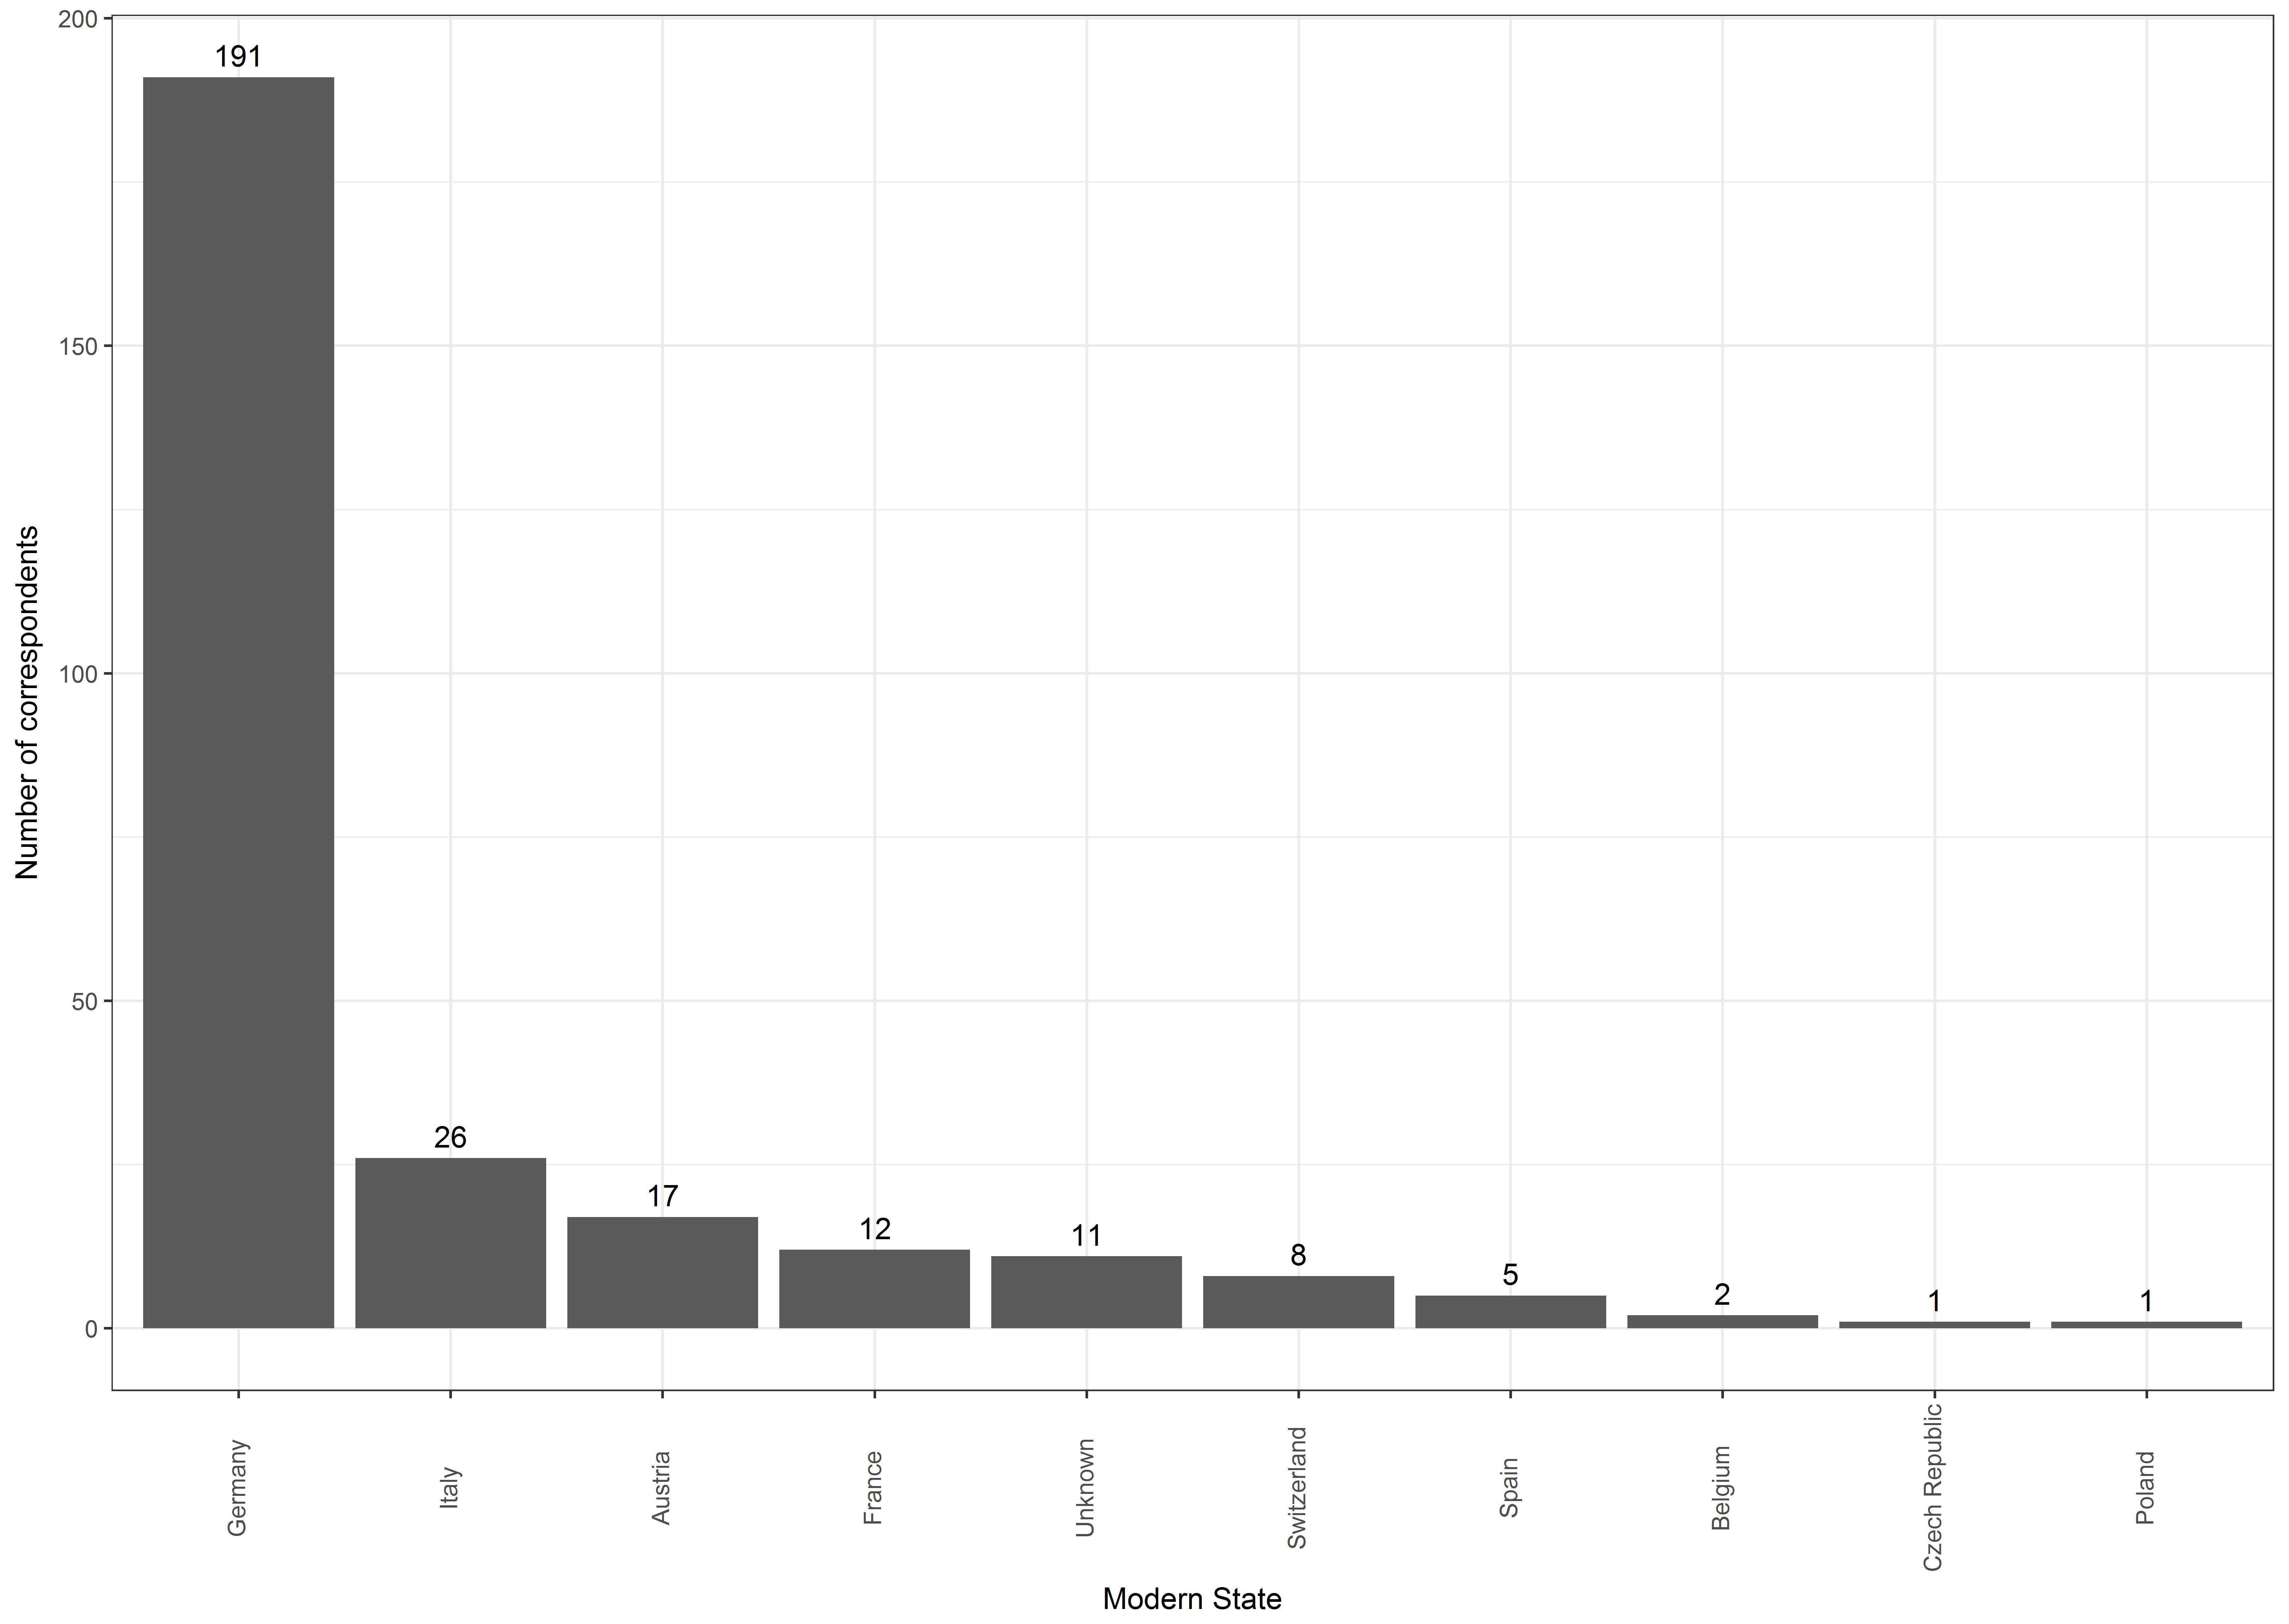 Number of correspondents
200
150
100
50
0
191
26
17
12
11
8
5
2
1
1
Germany
Italy
Austria
France
Unknown
Switzerland
Spain
Belgium
Czech Republic
Poland
Modern State